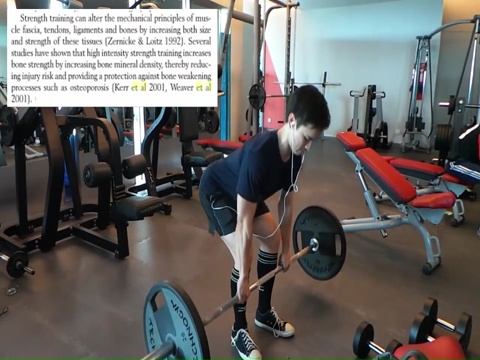 Strength training can alter the mechanical principles of mus-
cle fascia, tendons, ligaments and bones by increasing both size
and strength of these tissues [Zernicke & Loitz 1992]. Several
studies have shown that high intensity strength training increases
bone strength by increasing bone mineral density, thereby reduc-
ing injury risk and providing a protection against bone weakening
processes such as osteoporosis (Kerr et al 2001, Weaver et al
2001].
TECHNOGYM